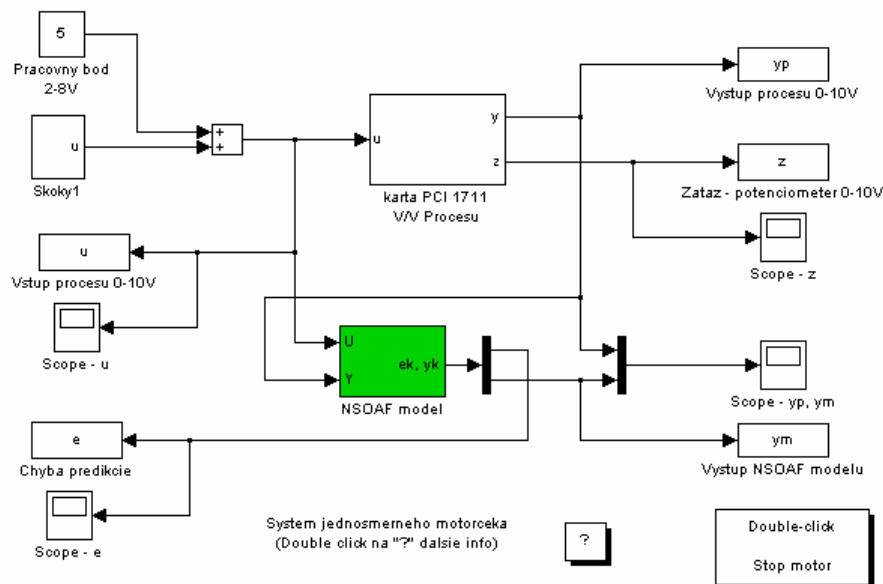 5
Pracovny bod
2-8V
+
+
u
Skoky1
u
y
z
karta PCI 1711
V/V Procesu
yp
Vystup procesu 0-10V
z
Zataz - potenciometer 0-10V
Scope - z
u
Vstup procesu 0-10V
Scope - u
U
Y
ek, yk
NSOAF model
Scope - yp, ym
ym
Vystup NSOAF modelu
e
Chyba predikcie
Scope - e
System jednosmerneho motorceka
(Double click na "?" dalsie info)
?
Double-click
Stop motor